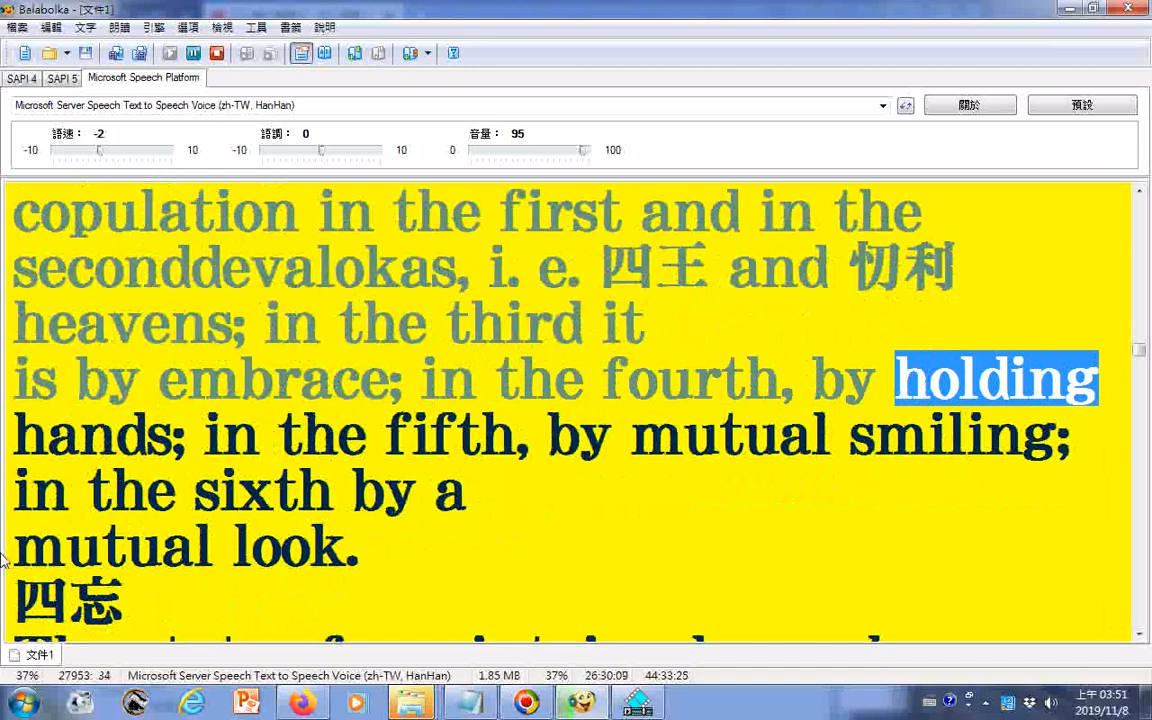 Balabolka - [文件1]
檔案 編輯 文字 朗讀 引擎 選項 檢視 工具 書籤 說明
SAPI 4 SAPI 5 Microsoft Speech Platform
Microsoft Server Speech Text to Speech Voice (zh-TW, HanHan) 關於 預設
語速： -2 語調： 0 音量： 95
-10 10 -10 10 0 100
copulation in the first and in the
seconddevalokas, i. e. 四王 and 忉利
heavens; in the third it
is by embrace; in the fourth, by holding
hands; in the fifth, by mutual smiling;
in the sixth by a
mutual look.
四忘
文件1
37% 27953: 34 Microsoft Server Speech Text to Speech Voice (zh-TW, HanHan) 1.85 MB 37% 26:30:09 44:33:25
上午 03:51
2019/11/8